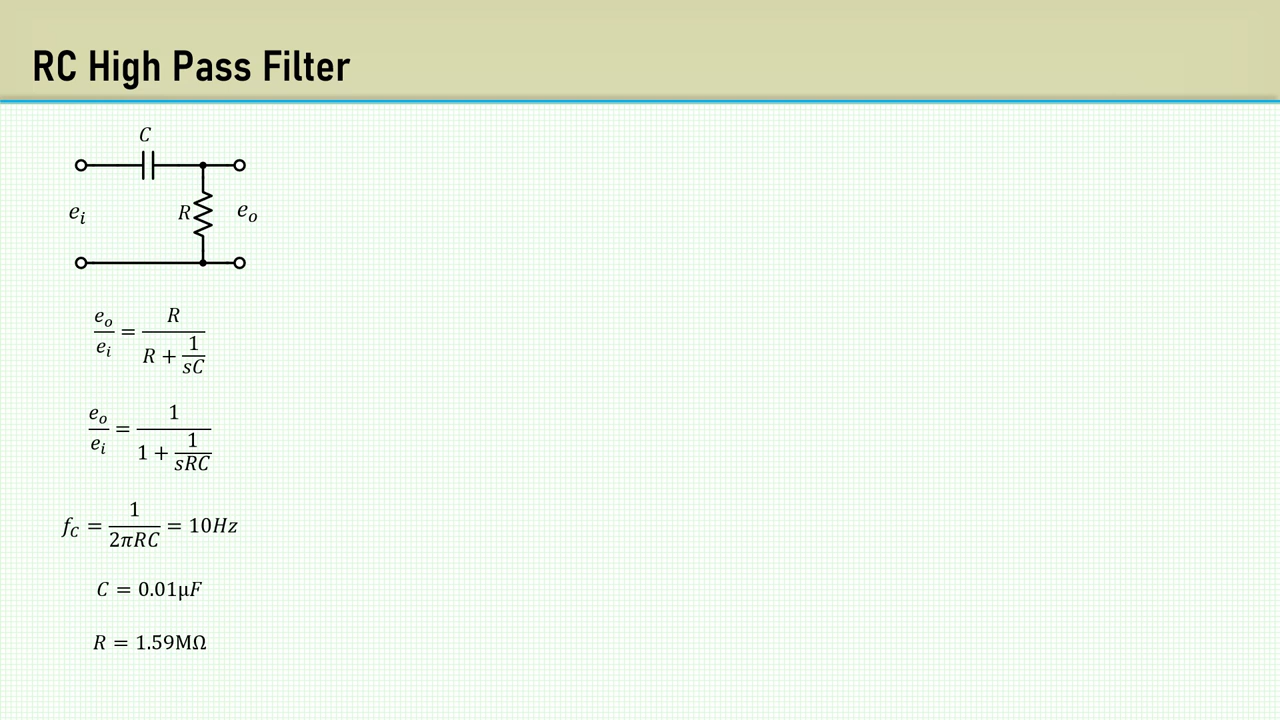 RC High Pass Filter
C
e_i
R
e_o
e_o/e_i = R/(R + 1/sC)
e_o/e_i = 1/(1 + 1/sRC)
f_C = 1/2πRC = 10Hz
C = 0.01μF
R = 1.59MΩ